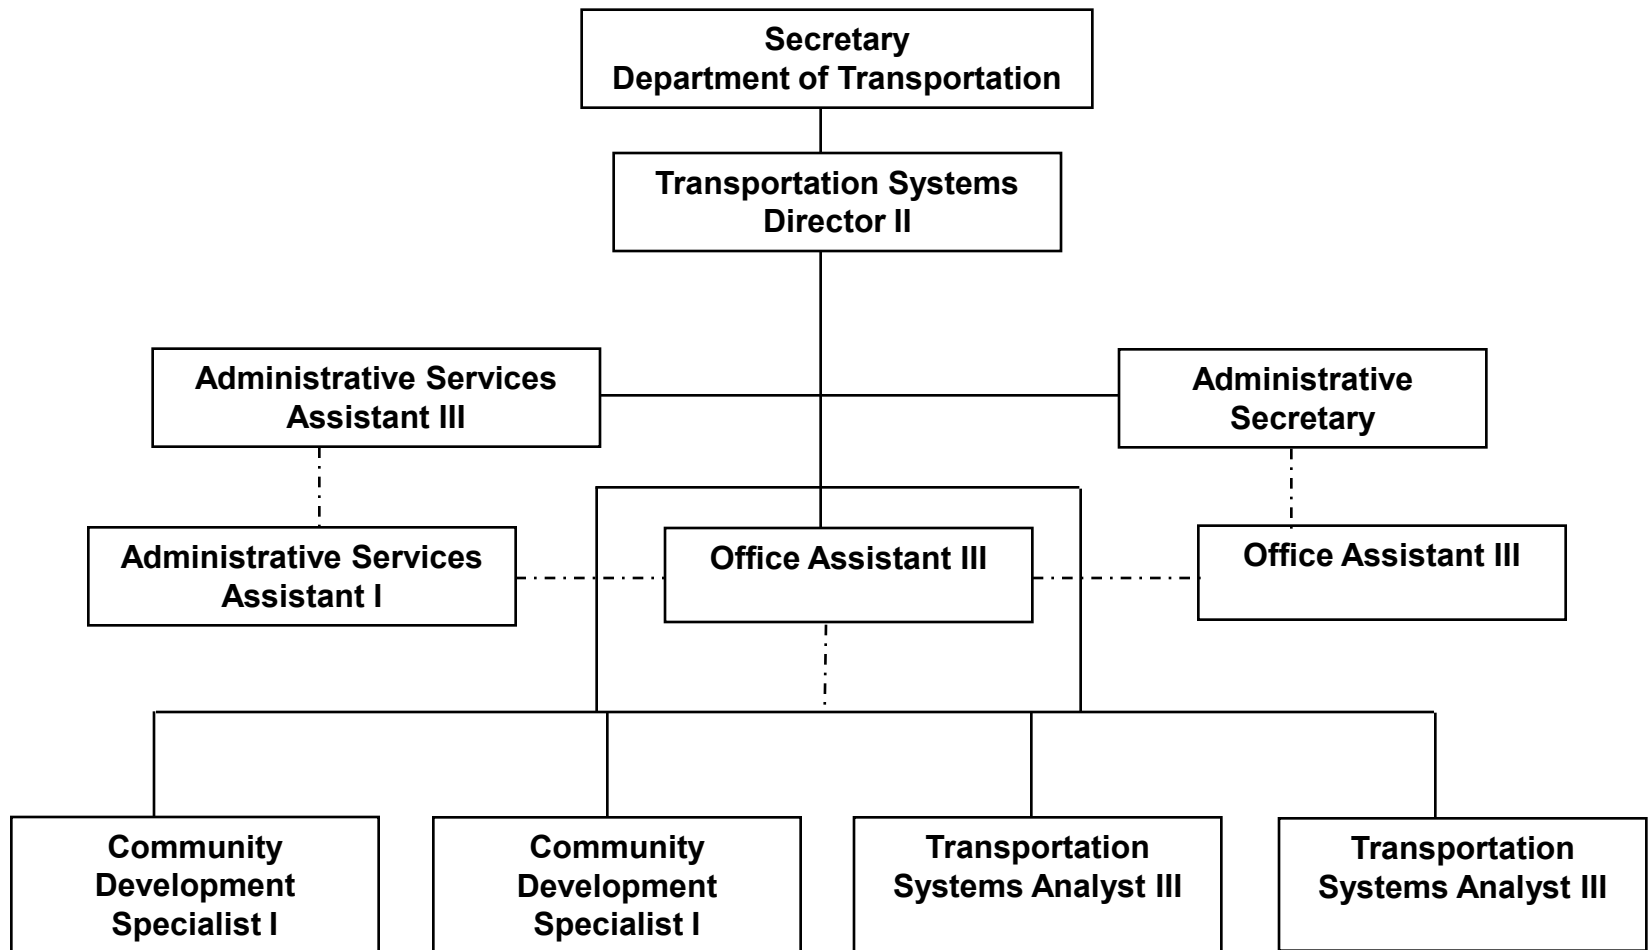 Secretary
Department of Transportation
Transportation Systems
Director II
Administrative Services
Assistant III
Administrative
Secretary
Administrative Services
Assistant I
Office Assistant III
Office Assistant III
Community
Development
Specialist I
Community
Development
Specialist I
Transportation
Systems Analyst III
Transportation
Systems Analyst III